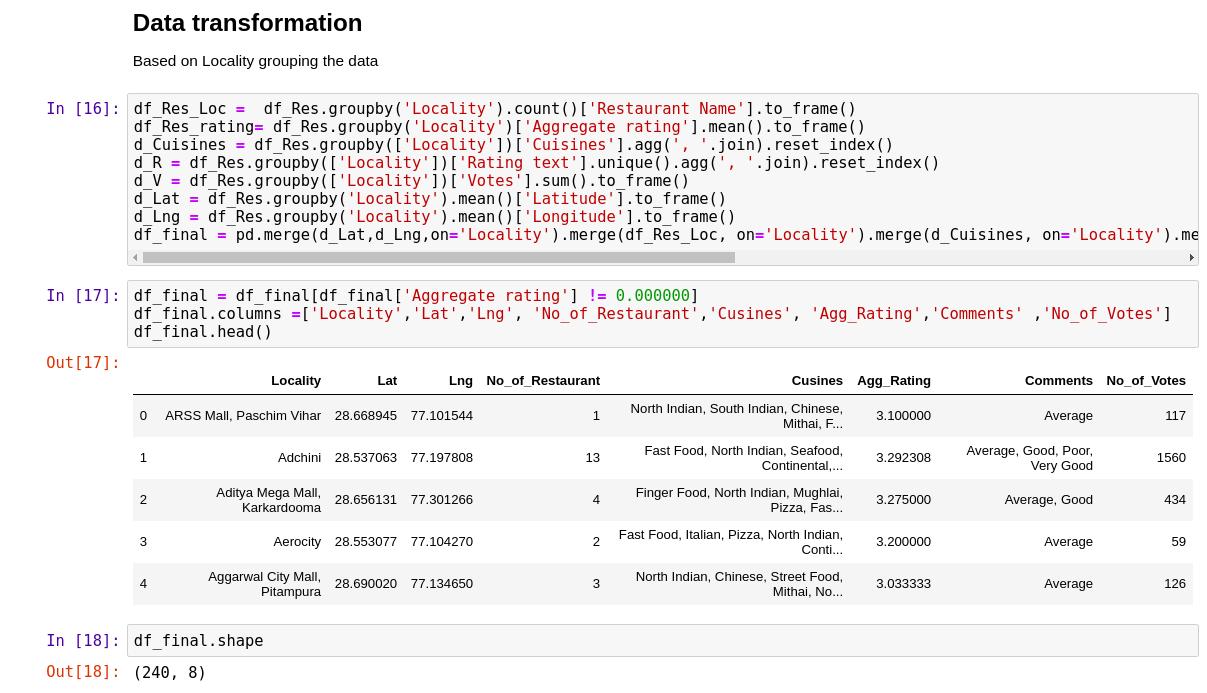 Data transformation
Based on Locality grouping the data
In [16]:
df_Res_Loc =  df_Res.groupby('Locality').count()['Restaurant Name'].to_frame()
df_Res_rating= df_Res.groupby('Locality')['Aggregate rating'].mean().to_frame()
d_Cuisines = df_Res.groupby(['Locality'])['Cuisines'].agg(', '.join).reset_index()
d_R = df_Res.groupby(['Locality'])['Rating text'].unique().agg(', '.join).reset_index()
d_V = df_Res.groupby(['Locality'])['Votes'].sum().to_frame()
d_Lat = df_Res.groupby('Locality').mean()['Latitude'].to_frame()
d_Lng = df_Res.groupby('Locality').mean()['Longitude'].to_frame()
df_final = pd.merge(d_Lat,d_Lng,on='Locality').merge(df_Res_Loc, on='Locality').merge(d_Cuisines, on='Locality').me
In [17]:
df_final = df_final[df_final['Aggregate rating'] != 0.000000]
df_final.columns =['Locality','Lat','Lng', 'No_of_Restaurant','Cusines', 'Agg_Rating','Comments' ,'No_of_Votes']
df_final.head()
Out[17]:
Locality Lat Lng No_of_Restaurant Cusines Agg_Rating Comments No_of_Votes
0 ARSS Mall, Paschim Vihar 28.668945 77.101544 1 North Indian, South Indian, Chinese, Mithai, F... 3.100000 Average 117
1 Adchini 28.537063 77.197808 13 Fast Food, North Indian, Seafood, Continental,... 3.292308 Average, Good, Poor, Very Good 1560
2 Aditya Mega Mall, Karkardooma 28.656131 77.301266 4 Finger Food, North Indian, Mughlai, Pizza, Fas... 3.275000 Average, Good 434
3 Aerocity 28.553077 77.104270 2 Fast Food, Italian, Pizza, North Indian, Conti... 3.200000 Average 59
4 Aggarwal City Mall, Pitampura 28.690020 77.134650 3 North Indian, Chinese, Street Food, Mithai, No... 3.033333 Average 126
In [18]:
df_final.shape
Out[18]:
(240, 8)